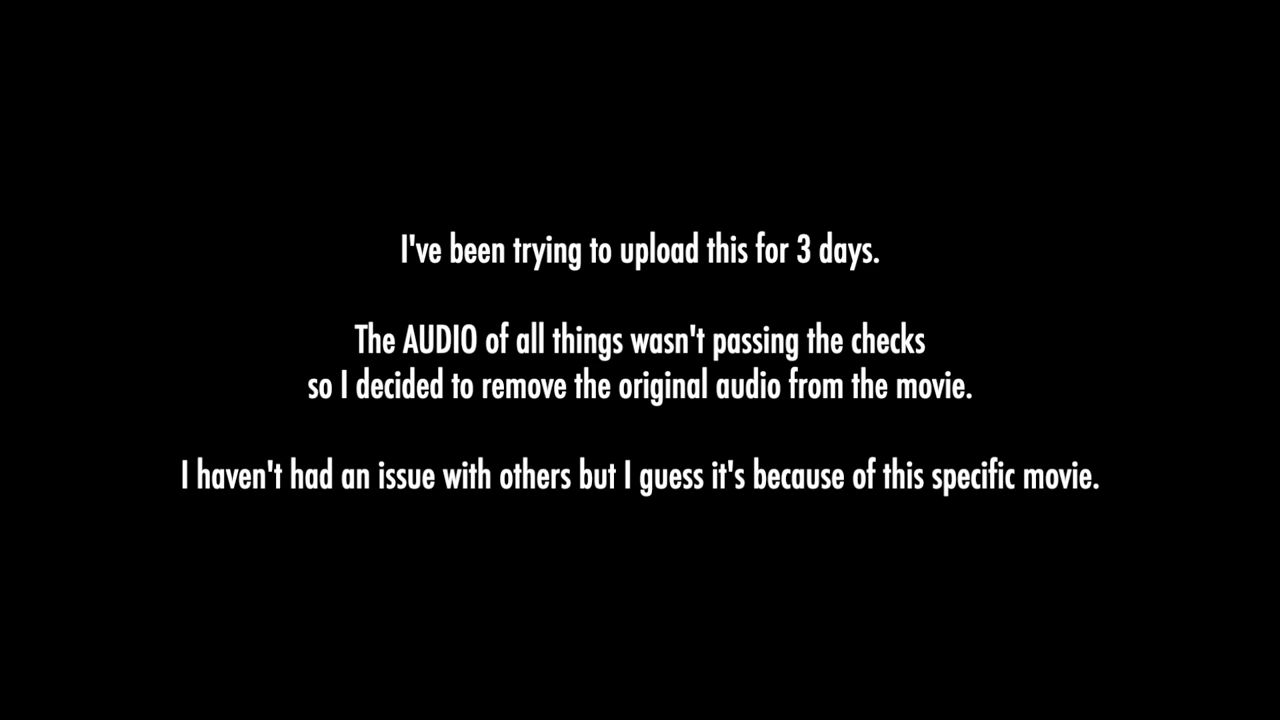 I've been trying to upload this for 3 days.
The AUDIO of all things wasn't passing the checks
so I decided to remove the original audio from the movie.
I haven't had an issue with others but I guess it's because of this specific movie.